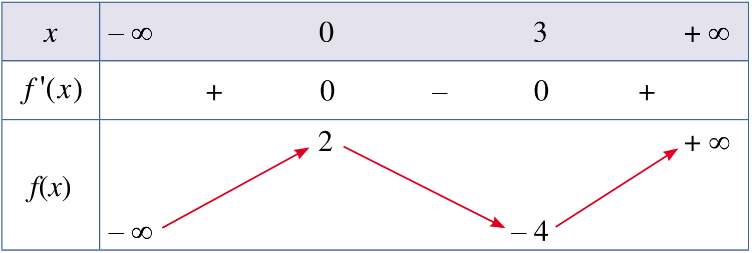 x – ∞ 0 3 + ∞
f '(x) + 0 – 0 +
2 + ∞
f(x)
– ∞ – 4